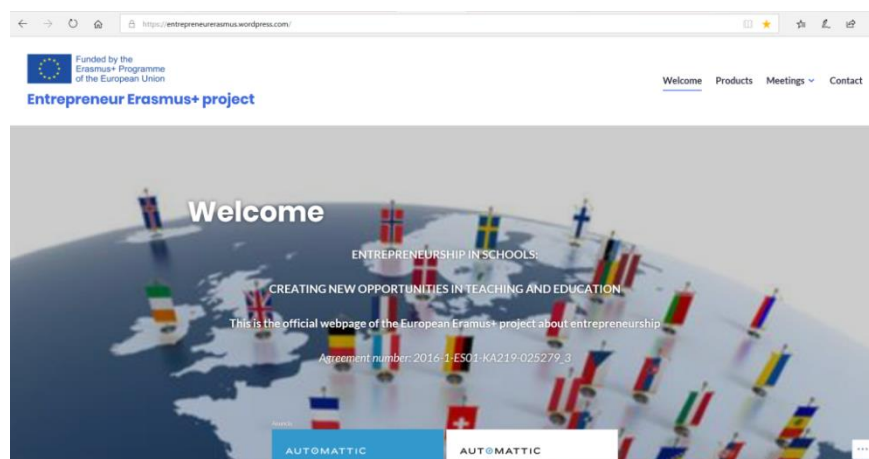 https://entrepreneurerasmus.wordpress.com/
Funded by the
Erasmus+ Programme
of the European Union
Entrepreneur Erasmus+ project
Welcome Products Meetings Contact
Welcome
ENTREPRENEURSHIP IN SCHOOLS:
CREATING NEW OPPORTUNITIES IN TEACHING AND EDUCATION
This is the official webpage of the European Eramus+ project about entrepreneurship
Agreement number: 2016-1-ES01-KA219-025279_3
AUTOMATTIC AUTOMATTIC